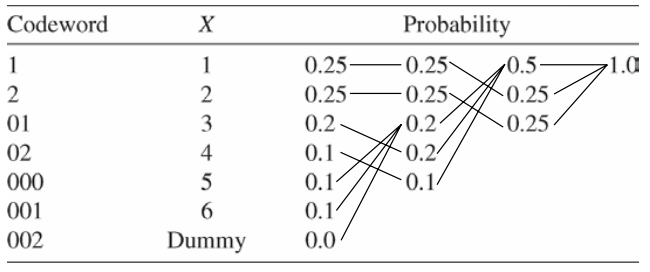 Codeword X Probability
1 1 0.25 0.25 0.5 1.0
2 2 0.25 0.25 0.25
01 3 0.2 0.2 0.25
02 4 0.1 0.2
000 5 0.1 0.1
001 6 0.1
002 Dummy 0.0